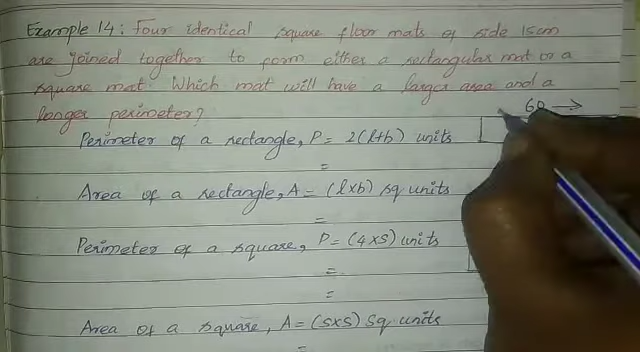 Example 14: Four identical square floor mats of side 15cm
are joined together to form either a rectangular mat or a
square mat. Which mat will have a larger area and a
longer perimeter?
60 →
Perimeter of a rectangle, P = 2(l+b) units
=
Area of a rectangle, A = (l×b) sq units
=
Perimeter of a square, P = (4×S) units
=
=
Area of a square, A = (S×S) Sq units
=